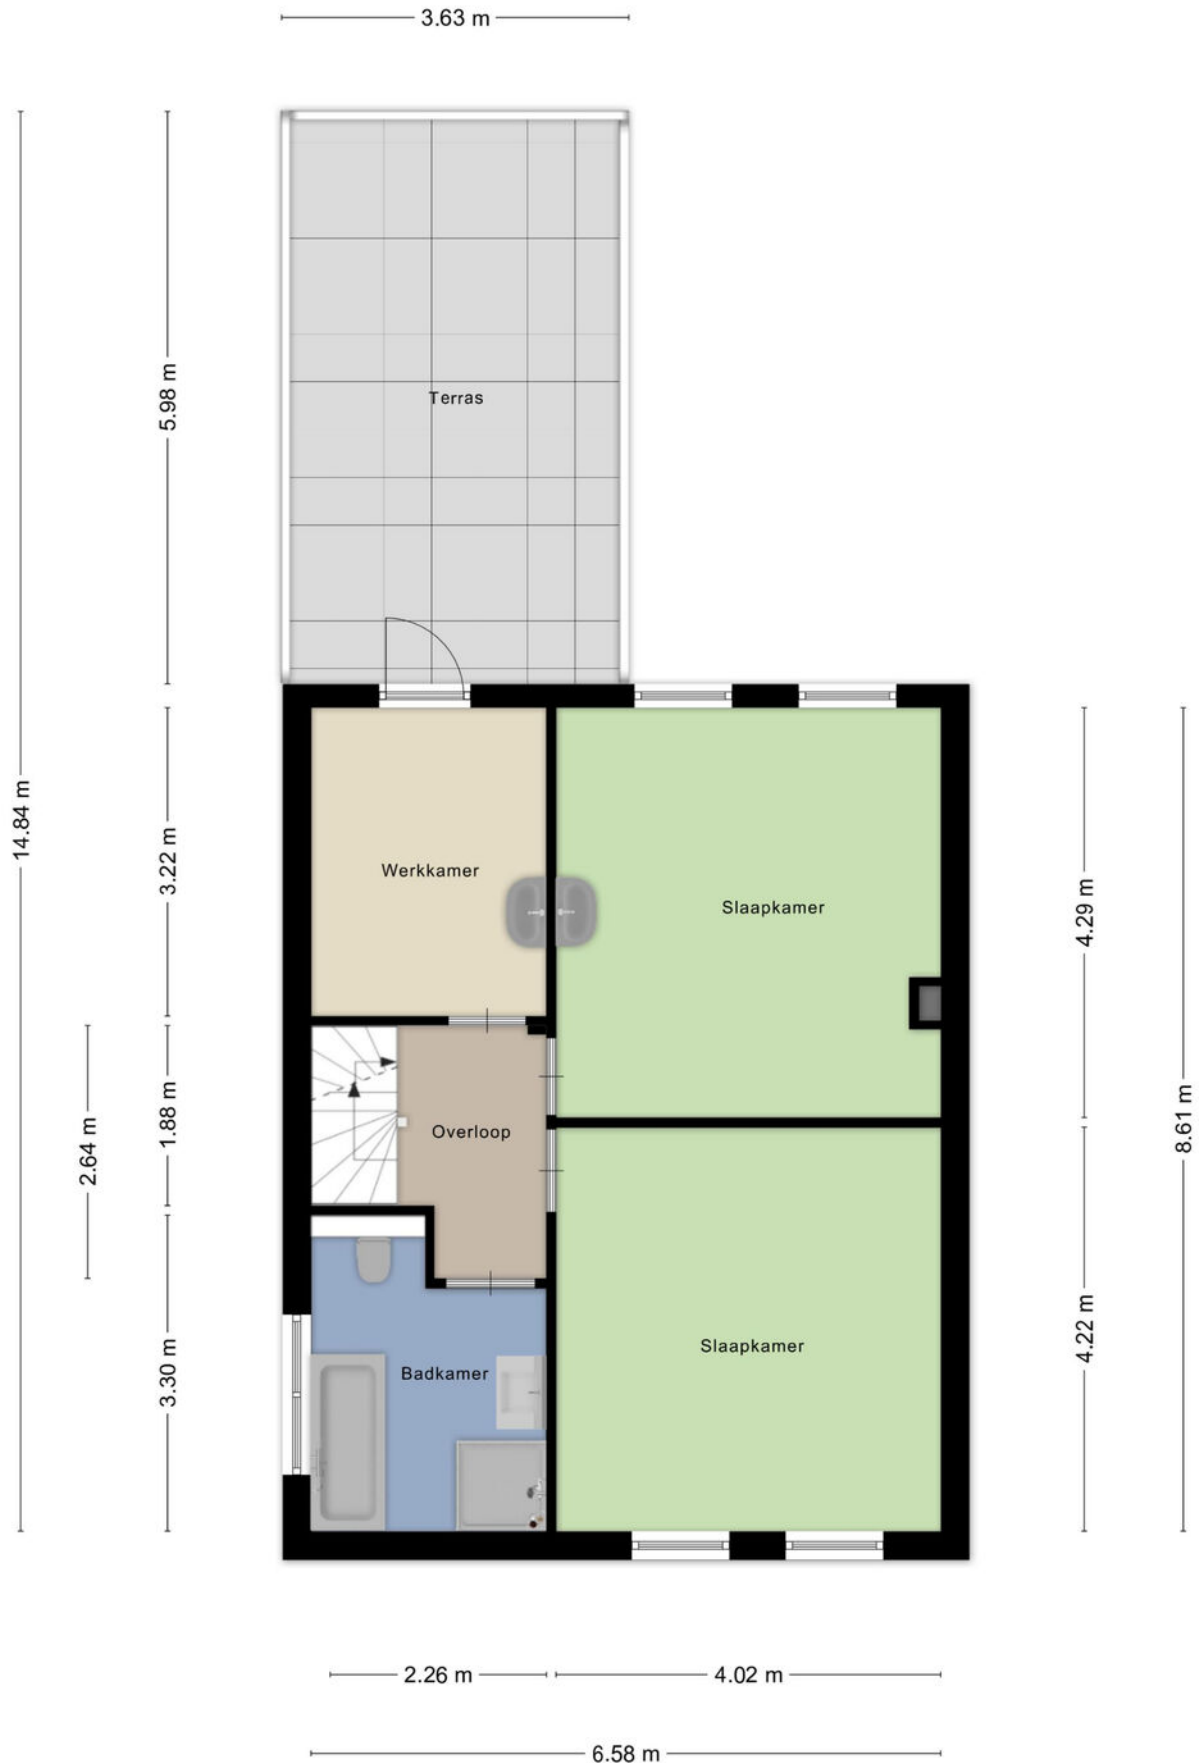 3.63 m
5.98 m
Terras
14.84 m
3.22 m
Werkkamer
Slaapkamer
4.29 m
2.64 m
1.88 m
Overloop
8.61 m
3.30 m
Badkamer
Slaapkamer
4.22 m
2.26 m
4.02 m
6.58 m